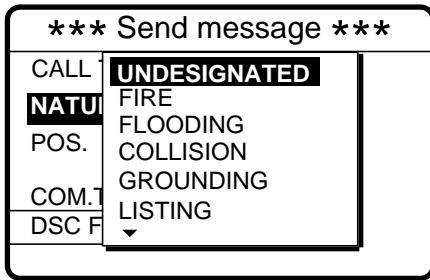 *** Send message ***
CALL
UNDESIGNATED
NATU
FIRE
FLOODING
POS.
COLLISION
GROUNDING
COM.
LISTING
DSC F